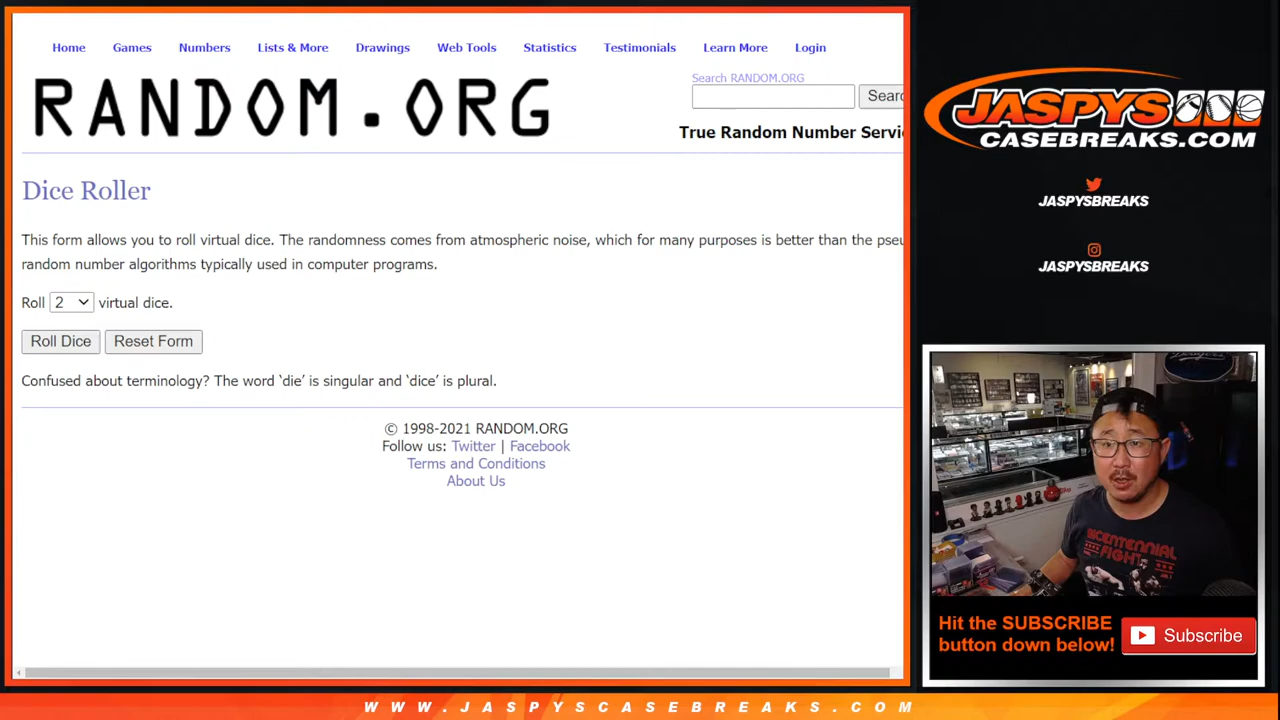 Home Games Numbers Lists & More Drawings Web Tools Statistics Testimonials Learn More Login
RANDOM.ORG
Search RANDOM.ORG
Searc
True Random Number Servi
Dice Roller
This form allows you to roll virtual dice. The randomness comes from atmospheric noise, which for many purposes is better than the pseu
random number algorithms typically used in computer programs.
Roll 2 virtual dice.
Roll Dice Reset Form
Confused about terminology? The word ‘die’ is singular and ‘dice’ is plural.
© 1998-2021 RANDOM.ORG
Follow us: Twitter | Facebook
Terms and Conditions
About Us
JASPYS
CASEBREAKS.COM
JASPYSBREAKS
JASPYSBREAKS
Dodgers
BICENTENNIAL
FIGHT
Hit the SUBSCRIBE
button down below!
Subscribe
WWW.JASPYSCASEBREAKS.COM